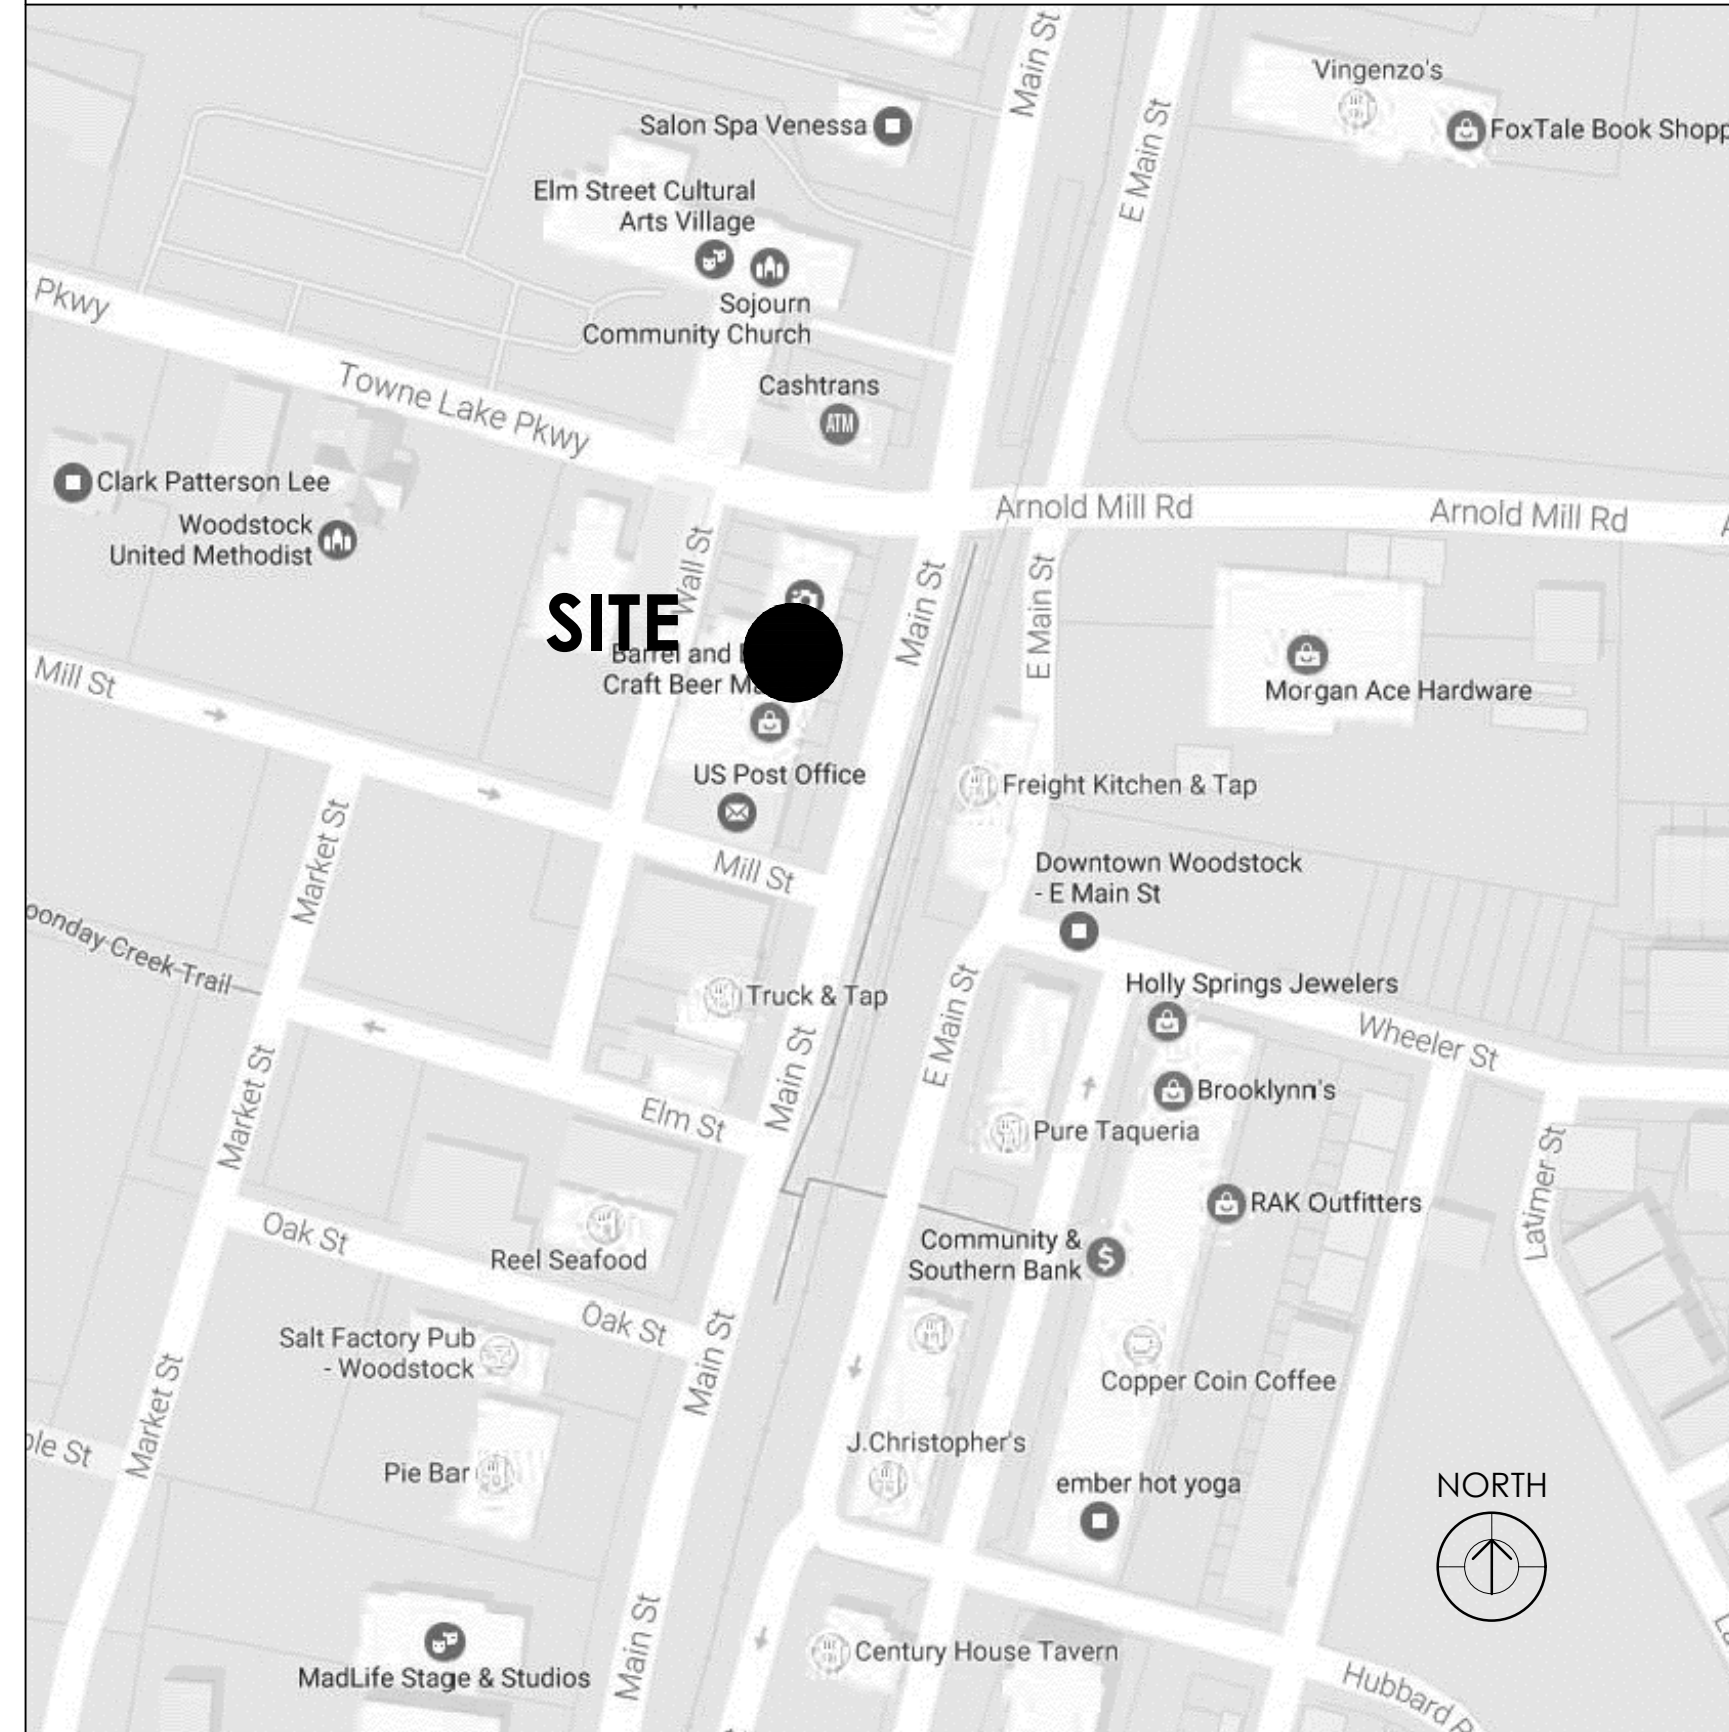 Main St
E Main St
Vingenzo's
FoxTale Book Shopp
Salon Spa Venessa
Elm Street Cultural
Arts Village
Sojourn
Community Church
Pkwy
Towne Lake Pkwy
Cashtrans
ATM
Clark Patterson Lee
Woodstock
United Methodist
Arnold Mill Rd
Arnold Mill Rd
Wall St
Main St
E Main St
SITE
Barrel and
Craft Beer
Morgan Ace Hardware
Mill St
US Post Office
Freight Kitchen & Tap
Market St
Mill St
Downtown Woodstock
- E Main St
oonday Creek Trail
Truck & Tap
Holly Springs Jewelers
Wheeler St
E Main St
Main St
Market St
Brooklynn's
Elm St
Pure Taqueria
Latimer St
RAK Outfitters
Oak St
Reel Seafood
Community &
Southern Bank
$
Oak St
Salt Factory Pub
- Woodstock
Main St
Copper Coin Coffee
Market St
ple St
J.Christopher's
Pie Bar
ember hot yoga
NORTH
Main St
MadLife Stage & Studios
Century House Tavern
Hubbard